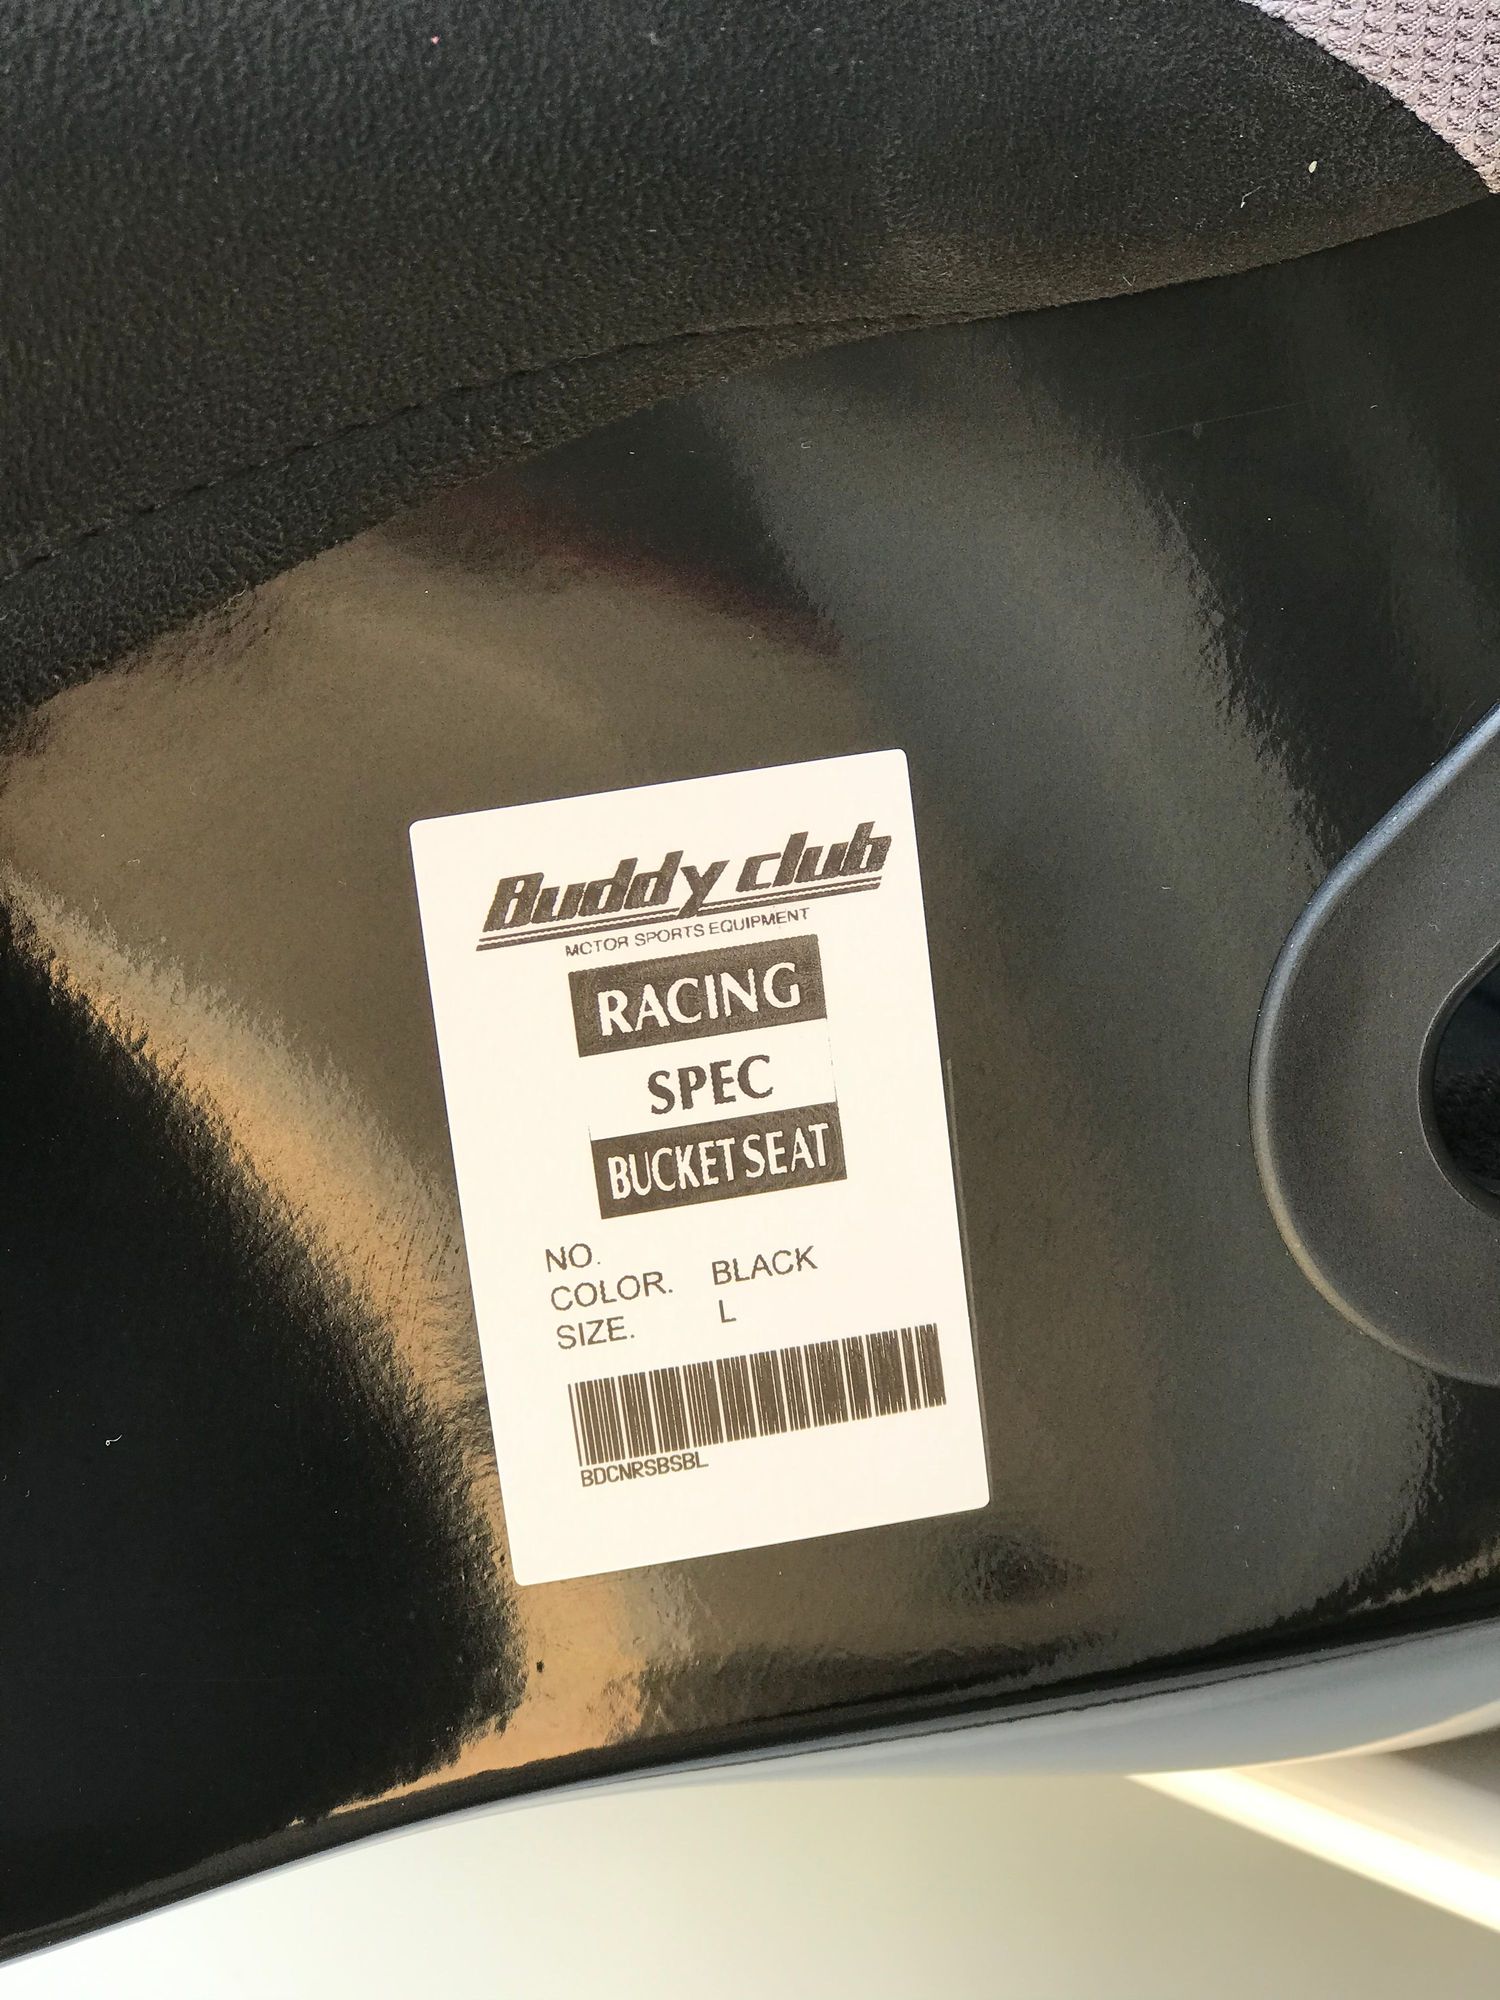 Buddy club
MOTOR SPORTS EQUIPMENT
RACING
SPEC
BUCKET SEAT
NO.
COLOR. BLACK
SIZE. L
BDCNRSBSBL